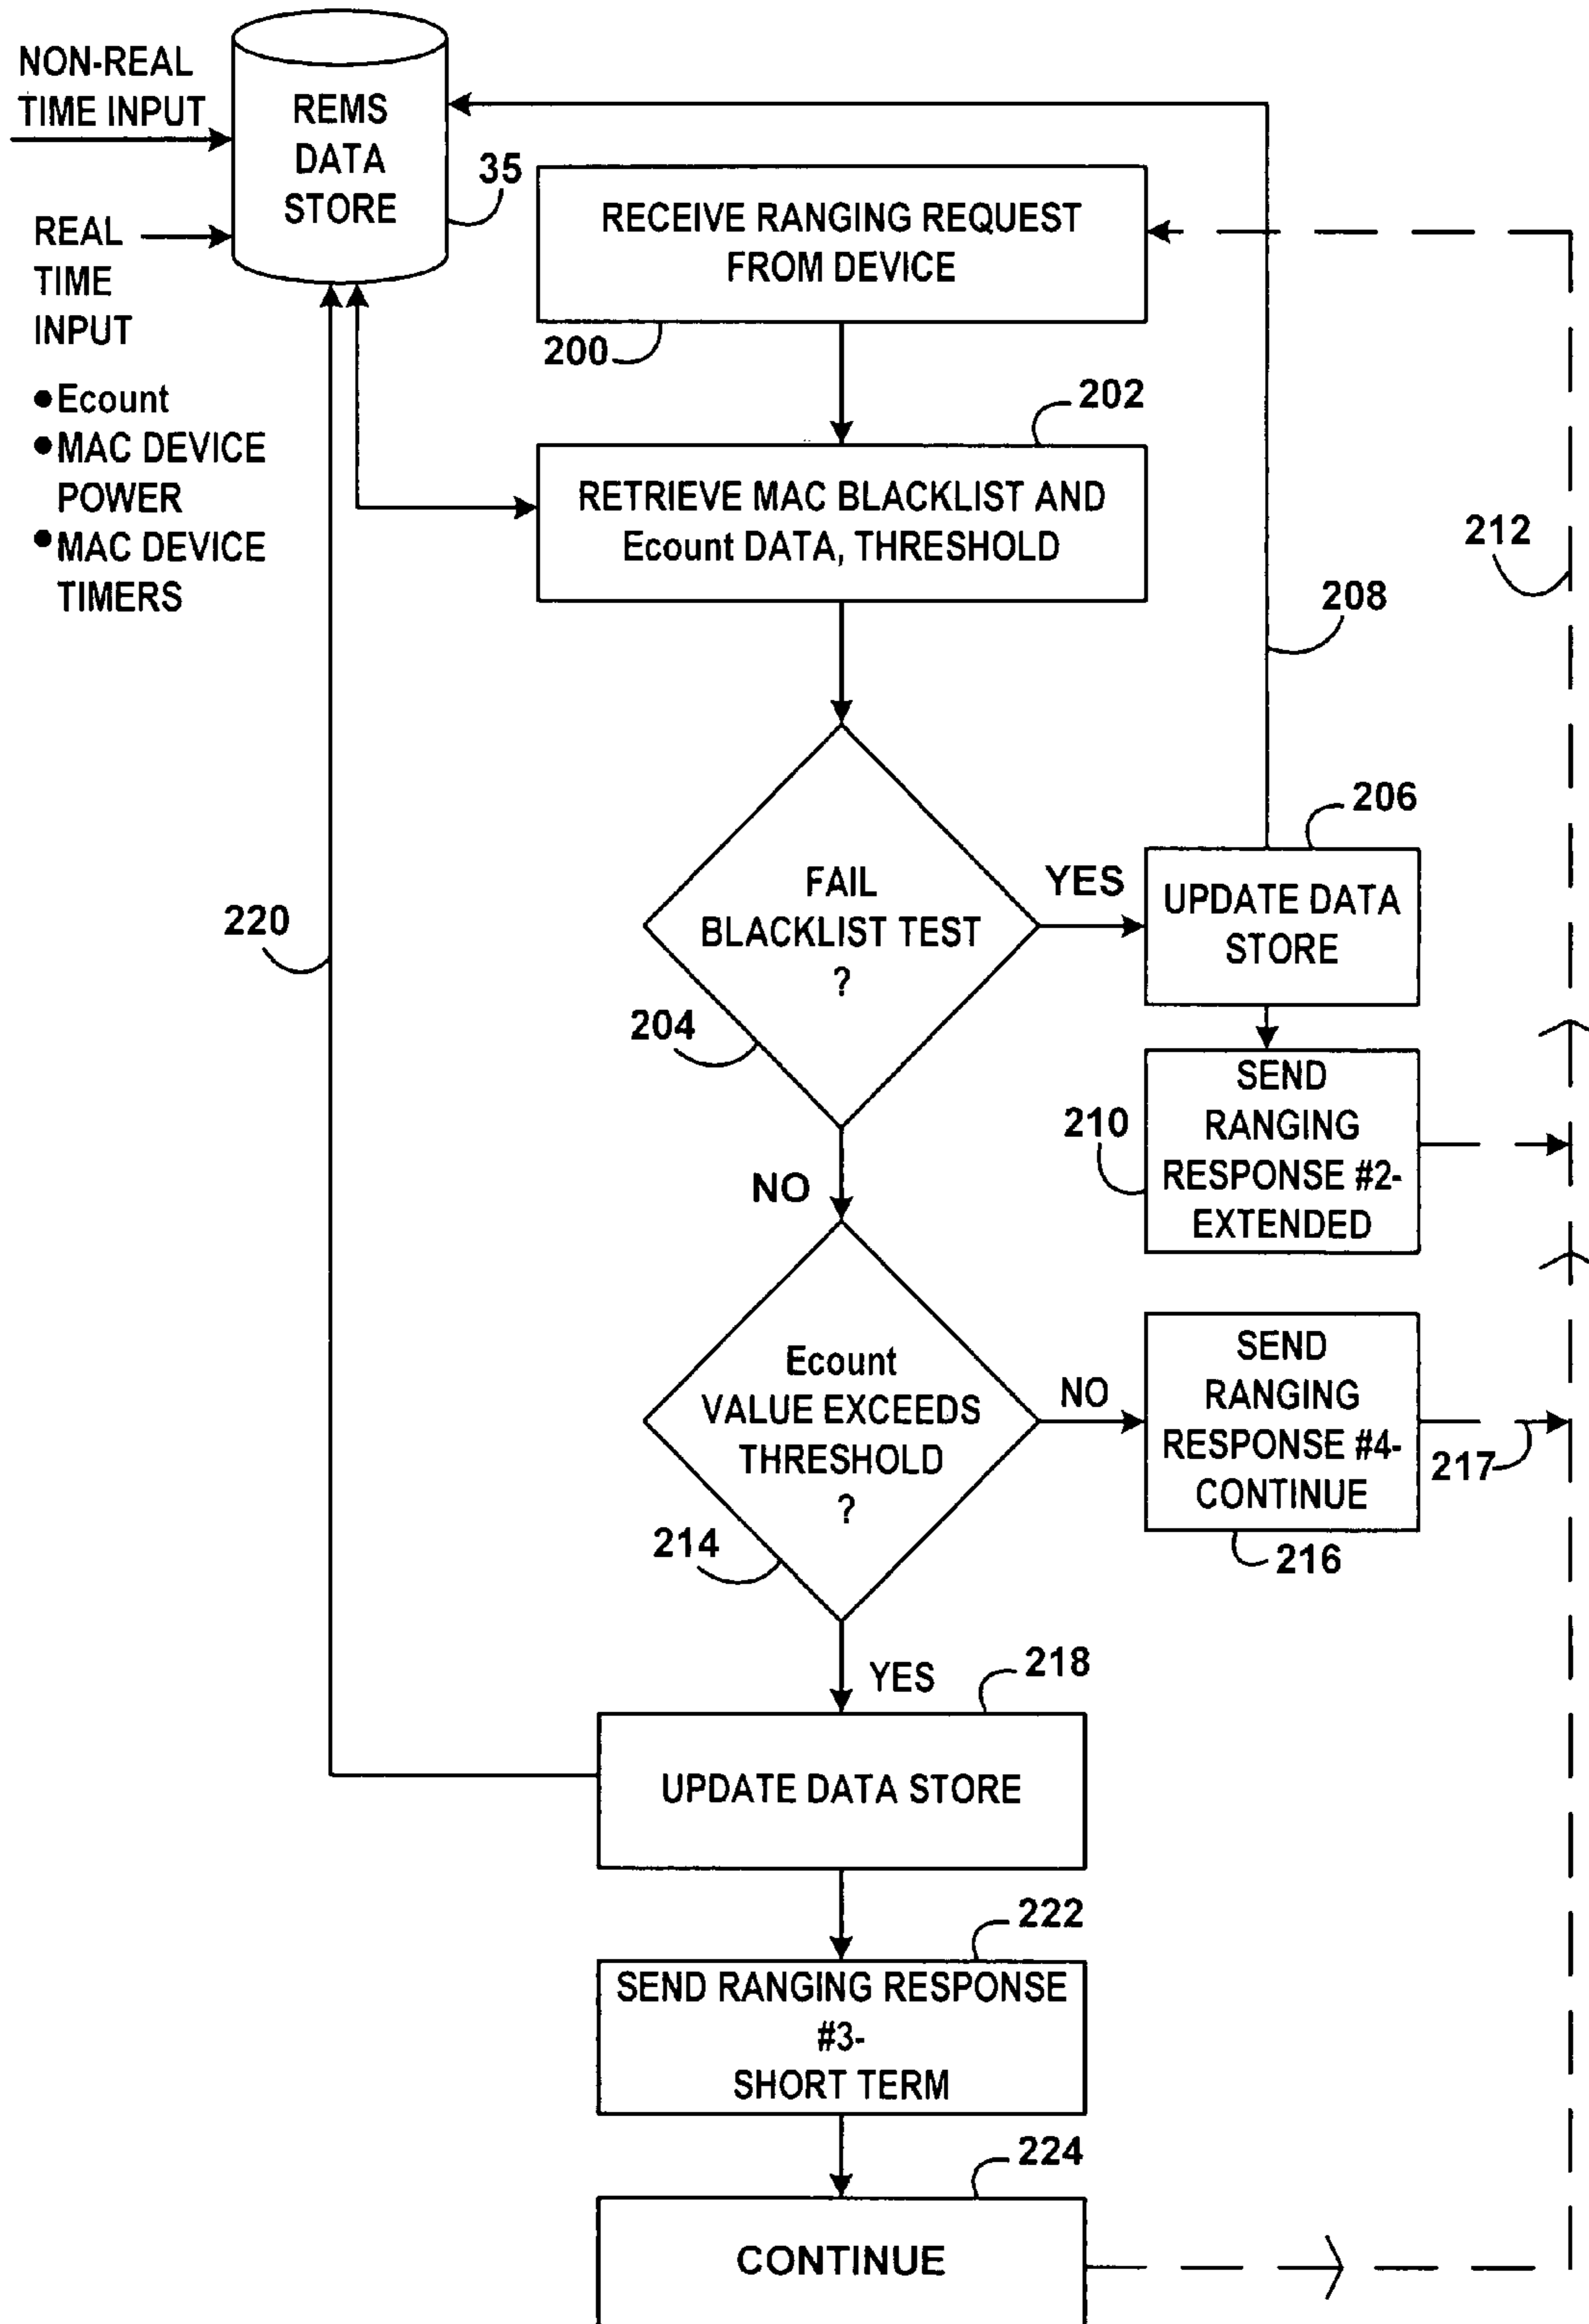 NON-REAL
TIME INPUT
REMS
DATA
STORE
35
REAL
TIME
INPUT
● Ecount
● MAC DEVICE
POWER
● MAC DEVICE
TIMERS
RECEIVE RANGING REQUEST
FROM DEVICE
200
202
RETRIEVE MAC BLACKLIST AND
Ecount DATA, THRESHOLD
212
208
FAIL
BLACKLIST TEST
?
YES
204
206
UPDATE DATA
STORE
220
210
SEND
RANGING
RESPONSE #2-
EXTENDED
NO
Ecount
VALUE EXCEEDS
THRESHOLD
?
NO
214
SEND
RANGING
RESPONSE #4-
CONTINUE
217
216
YES
218
UPDATE DATA STORE
222
SEND RANGING RESPONSE
#3-
SHORT TERM
224
CONTINUE